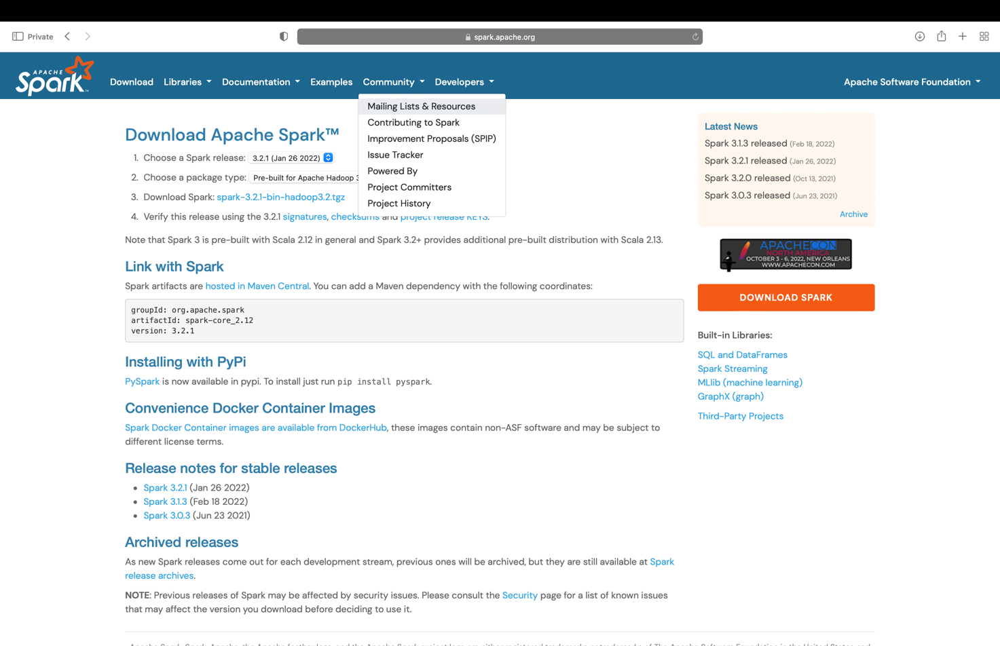 Private
spark.apache.org
APACHE
Spark™
Download Libraries Documentation Examples Community Developers Apache Software Foundation
Mailing Lists & Resources
Contributing to Spark
Improvement Proposals (SPIP)
Issue Tracker
Powered By
Project Committers
Project History
Download Apache Spark™
1. Choose a Spark release: 3.2.1 (Jan 26 2022)
2. Choose a package type: Pre-built for Apache Hadoop 3
3. Download Spark: spark-3.2.1-bin-hadoop3.2.tgz
4. Verify this release using the 3.2.1 signatures, checksums and project release KEYS.
Note that Spark 3 is pre-built with Scala 2.12 in general and Spark 3.2+ provides additional pre-built distribution with Scala 2.13.
Link with Spark
Spark artifacts are hosted in Maven Central. You can add a Maven dependency with the following coordinates:
groupId: org.apache.spark
artifactId: spark-core_2.12
version: 3.2.1
Installing with PyPi
PySpark is now available in pypi. To install just run pip install pyspark.
Convenience Docker Container Images
Spark Docker Container images are available from DockerHub, these images contain non-ASF software and may be subject to
different license terms.
Release notes for stable releases
• Spark 3.2.1 (Jan 26 2022)
• Spark 3.1.3 (Feb 18 2022)
• Spark 3.0.3 (Jun 23 2021)
Archived releases
As new Spark releases come out for each development stream, previous ones will be archived, but they are still available at Spark
release archives.
NOTE: Previous releases of Spark may be affected by security issues. Please consult the Security page for a list of known issues
that may affect the version you download before deciding to use it.
Latest News
Spark 3.1.3 released (Feb 18, 2022)
Spark 3.2.1 released (Jan 26, 2022)
Spark 3.2.0 released (Oct 13, 2021)
Spark 3.0.3 released (Jun 23, 2021)
Archive
APACHECON
NORTH AMERICA
OCTOBER 3 - 6, 2022, NEW ORLEANS
WWW.APACHECON.COM
DOWNLOAD SPARK
Built-in Libraries:
SQL and DataFrames
Spark Streaming
MLlib (machine learning)
GraphX (graph)
Third-Party Projects